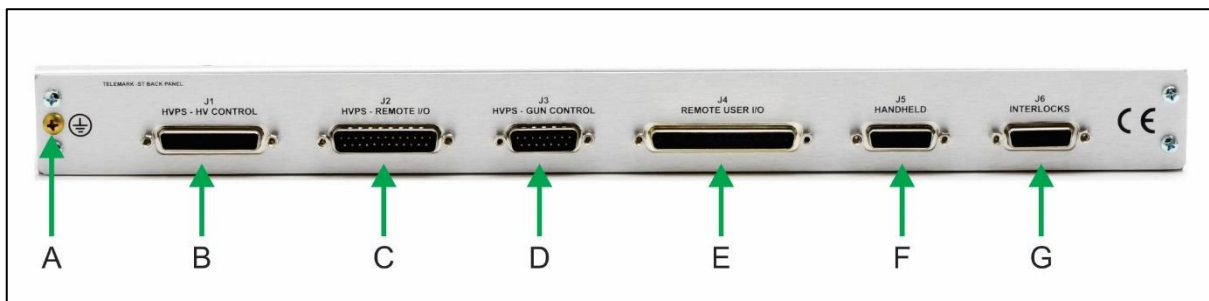 TELEMARK -ST BACK PANEL
J1
HVPS - HV CONTROL
J2
HVPS - REMOTE I/O
J3
HVPS - GUN CONTROL
J4
REMOTE USER I/O
J5
HANDHELD
J6
INTERLOCKS
CE
A
B
C
D
E
F
G